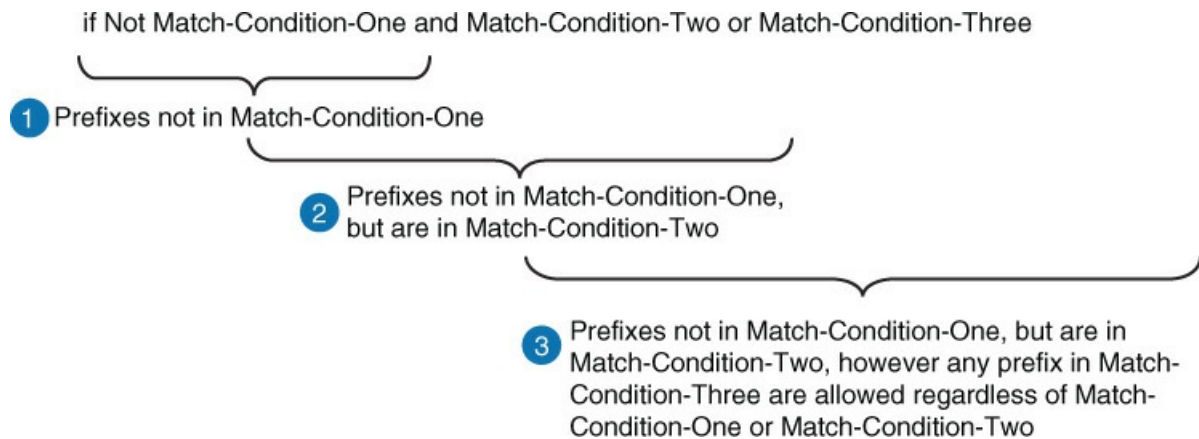 if Not Match-Condition-One and Match-Condition-Two or Match-Condition-Three
1 Prefixes not in Match-Condition-One
2 Prefixes not in Match-Condition-One,
but are in Match-Condition-Two
3 Prefixes not in Match-Condition-One, but are in
Match-Condition-Two, however any prefix in Match-
Condition-Three are allowed regardless of Match-
Condition-One or Match-Condition-Two